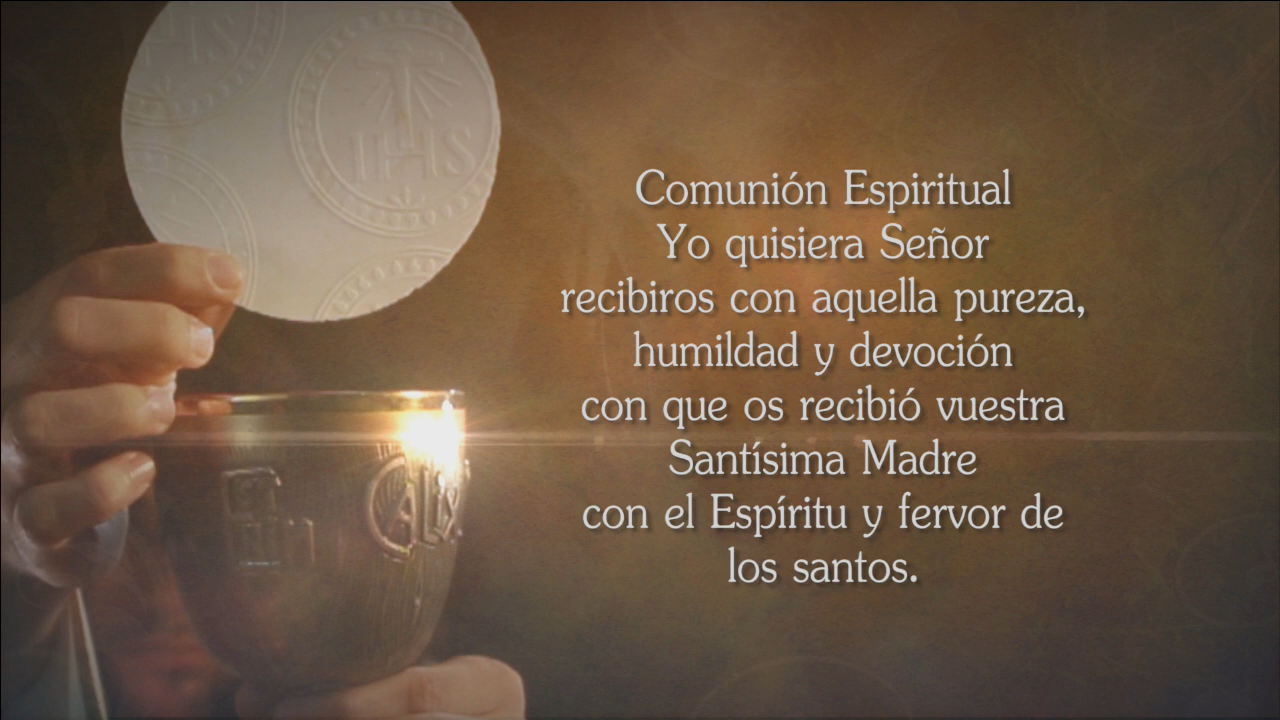 IHS
Comunión Espiritual
Yo quisiera Señor
recibiros con aquella pureza,
humildad y devoción
con que os recibió vuestra
Santísima Madre
con el Espíritu y fervor de
los santos.